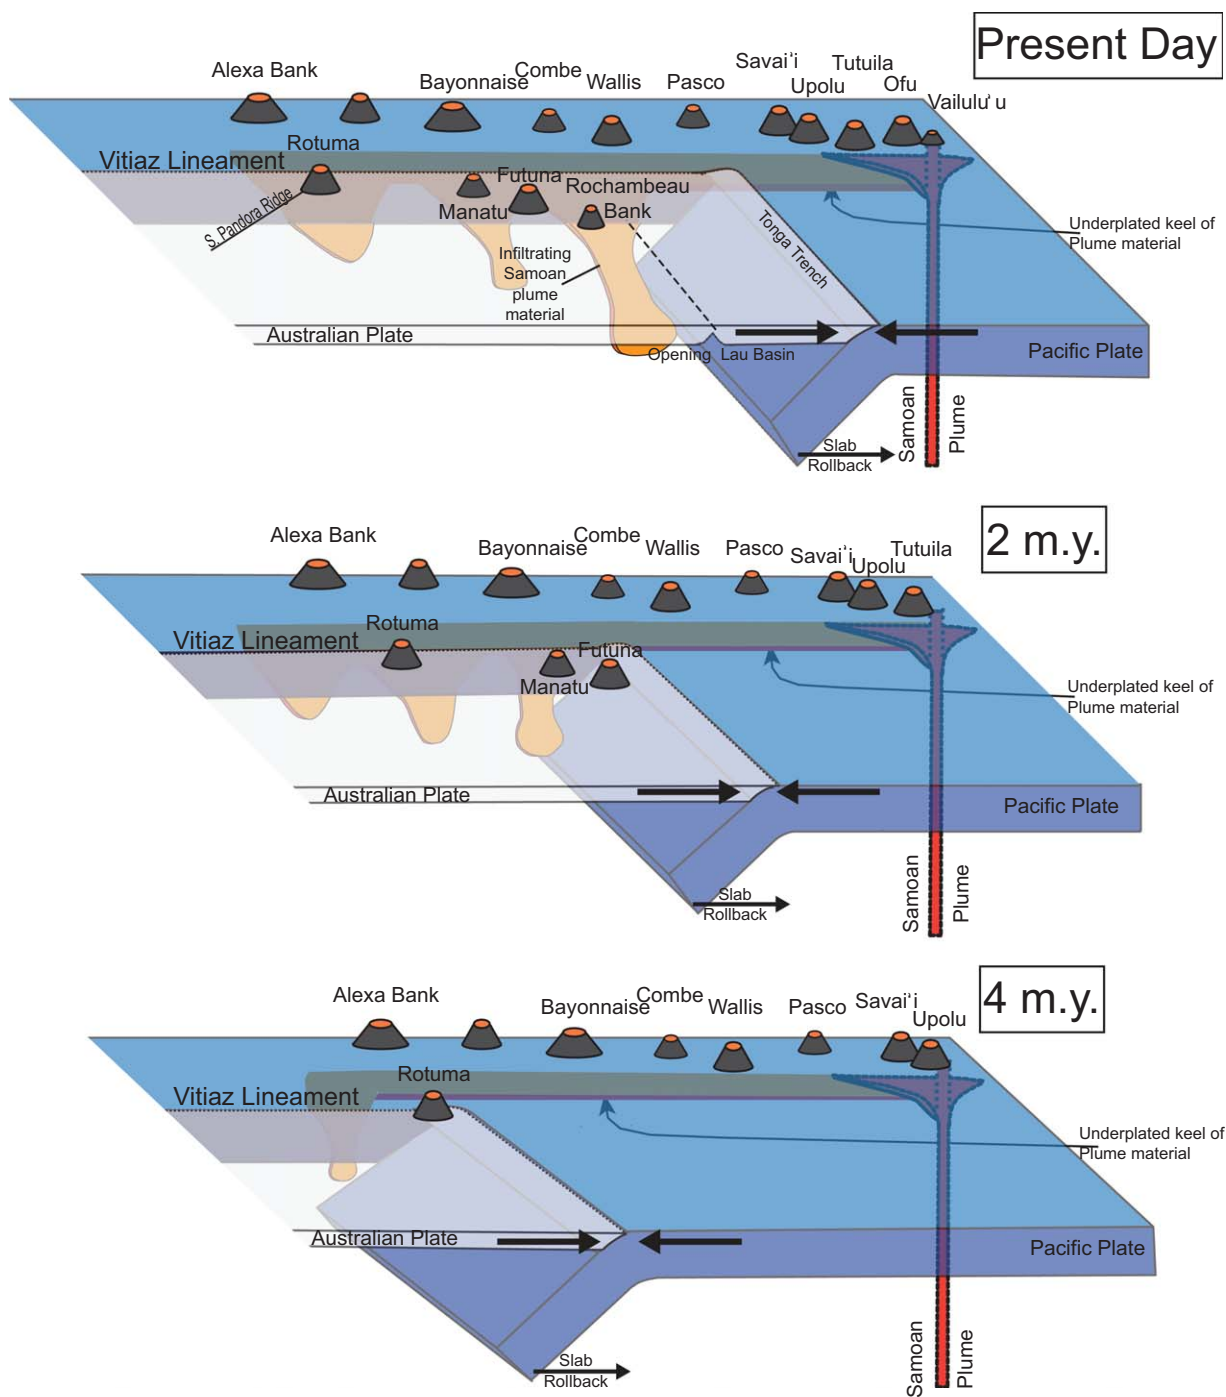 Present Day
Alexa Bank
Bayonnaise
Combe
Wallis
Pasco
Savai'i
Upolu
Tutuila
Ofu
Vailulu'u
Vitiaz Lineament
Rotuma
S. Pandora Ridge
Manatu
Futuna
Rochambeau
Bank
Infiltrating
Samoan
plume
material
Tonga Trench
Underplated keel of
Plume material
Australian Plate
Opening Lau Basin
Pacific Plate
Slab
Rollback
Samoan
Plume
2 m.y.
Alexa Bank
Bayonnaise
Combe
Wallis
Pasco
Savai'i
Upolu
Tutuila
Vitiaz Lineament
Rotuma
Futuna
Manatu
Underplated keel of
Plume material
Australian Plate
Pacific Plate
Slab
Rollback
Samoan
Plume
4 m.y.
Alexa Bank
Bayonnaise
Combe
Wallis
Pasco
Savai'i
Upolu
Rotuma
Vitiaz Lineament
Underplated keel of
Plume material
Australian Plate
Pacific Plate
Slab
Rollback
Samoan
Plume